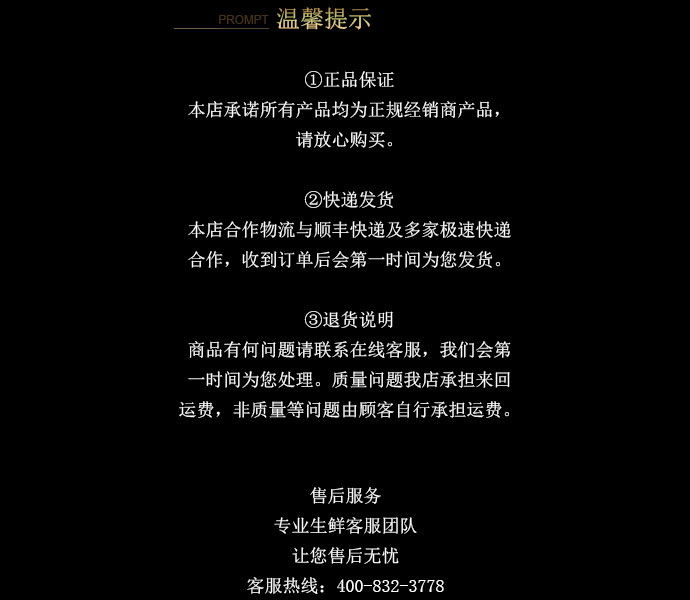 PROMPT 温馨提示
①正品保证
本店承诺所有产品均为正规经销商产品，
请放心购买。
②快递发货
本店合作物流与顺丰快递及多家极速快递
合作，收到订单后会第一时间为您发货。
③退货说明
商品有何问题请联系在线客服，我们会第
一时间为您处理。质量问题我店承担来回
运费，非质量等问题由顾客自行承担运费。
售后服务
专业生鲜客服团队
让您售后无忧
客服热线：400-832-3778